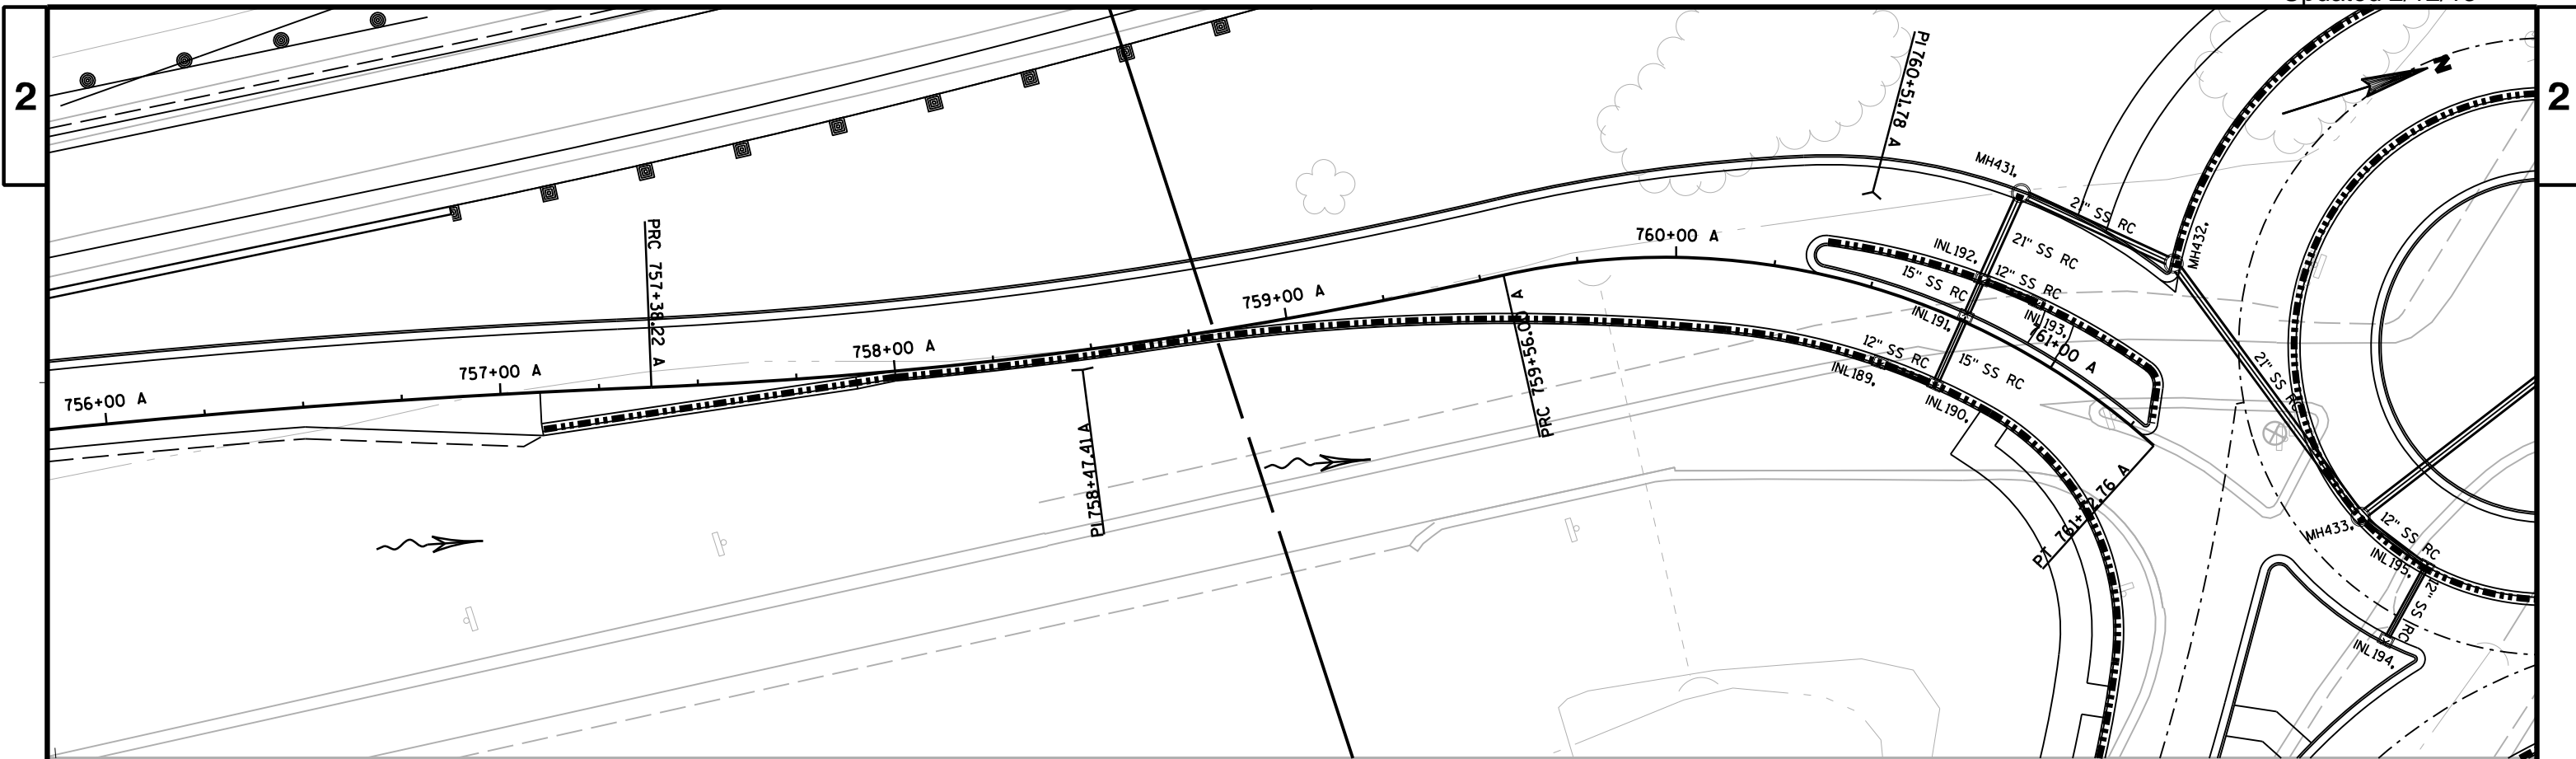 2
2
N
PI 760+51.78 A
MH431.
21" SS RC
MH432.
PRC 757+38.22 A
760+00 A
INL192.
21" SS RC
15" SS RC
12" SS RC
759+00 A
INL191.
INL193.
761+00 A
758+00 A
12" SS RC
15" SS RC
757+00 A
INL189.
21" SS RC
756+00 A
INL190.
PRC 759+56.00 A
PI 758+47.41 A
MH433.
12" SS RC
INL195.
INL194.